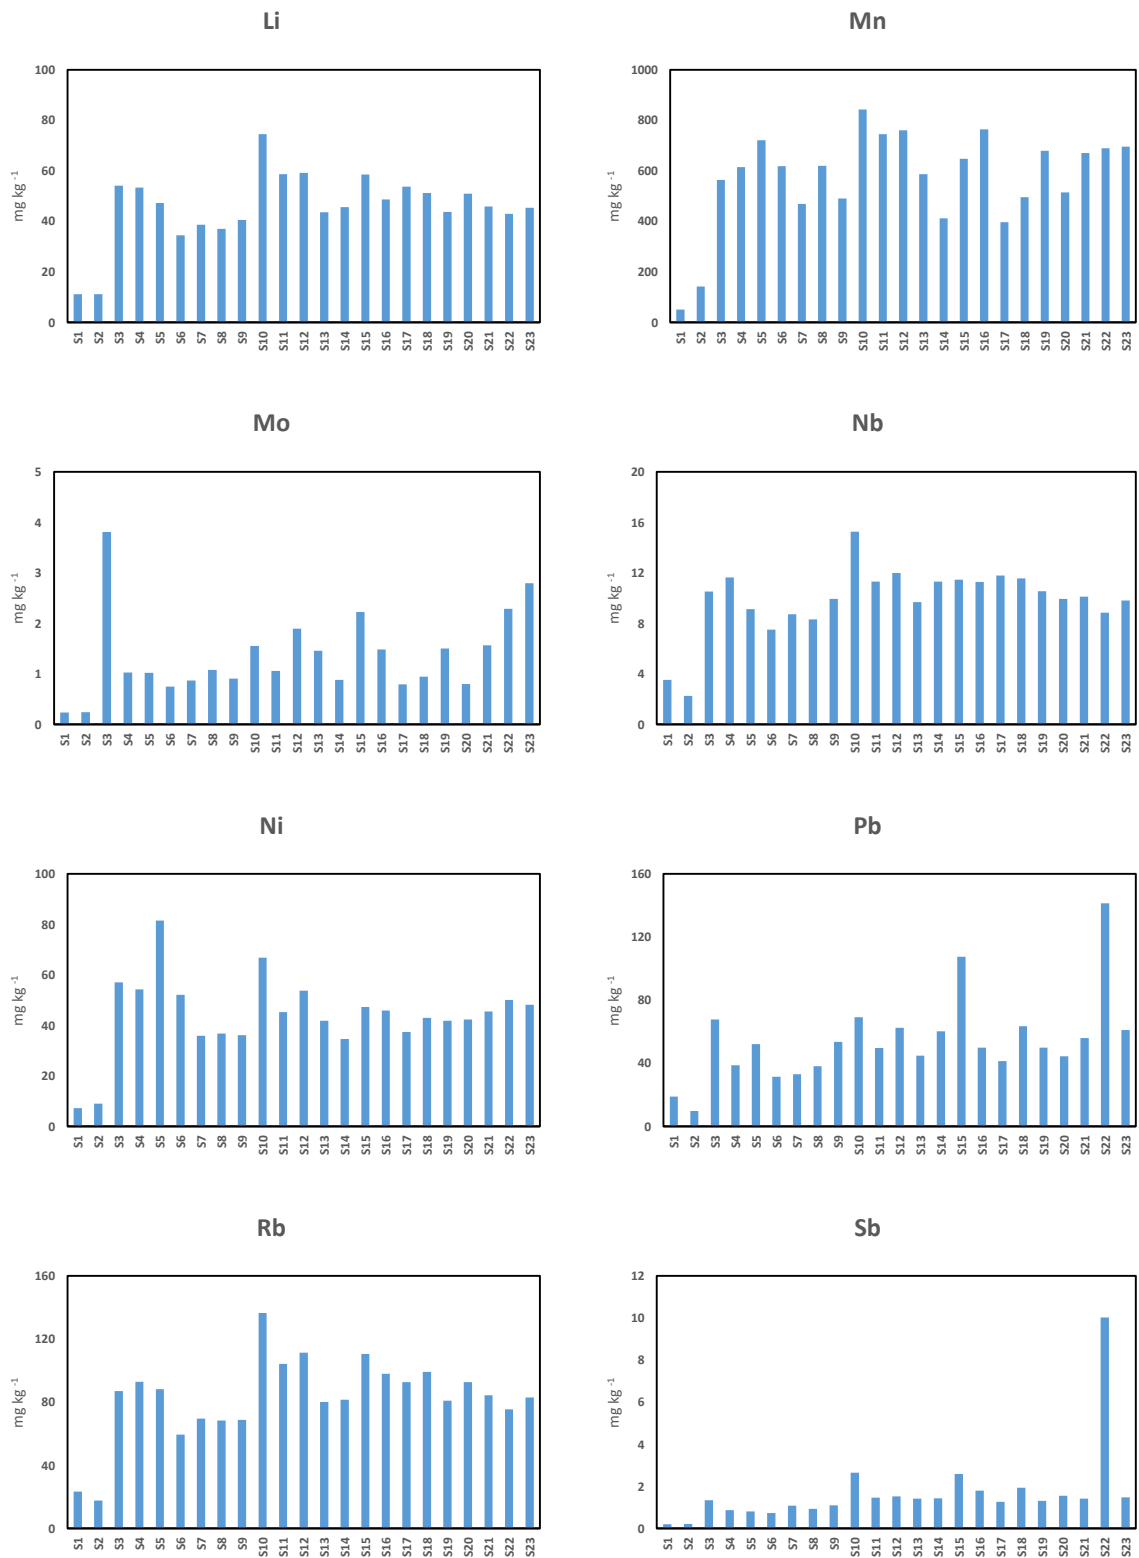 Li
Mn
100
80
60
40
20
0
mg kg -1
S1 S2 S3 S4 S5 S6 S7 S8 S9 S10 S11 S12 S13 S14 S15 S16 S17 S18 S19 S20 S21 S22 S23
1000
800
600
400
200
0
mg kg -1
S1 S2 S3 S4 S5 S6 S7 S8 S9 S10 S11 S12 S13 S14 S15 S16 S17 S18 S19 S20 S21 S22 S23
Mo
Nb
5
4
3
2
1
0
mg kg -1
S1 S2 S3 S4 S5 S6 S7 S8 S9 S10 S11 S12 S13 S14 S15 S16 S17 S18 S19 S20 S21 S22 S23
20
16
12
8
4
0
mg kg -1
S1 S2 S3 S4 S5 S6 S7 S8 S9 S10 S11 S12 S13 S14 S15 S16 S17 S18 S19 S20 S21 S22 S23
Ni
Pb
100
80
60
40
20
0
mg kg -1
S1 S2 S3 S4 S5 S6 S7 S8 S9 S10 S11 S12 S13 S14 S15 S16 S17 S18 S19 S20 S21 S22 S23
160
120
80
40
0
mg kg -1
S1 S2 S3 S4 S5 S6 S7 S8 S9 S10 S11 S12 S13 S14 S15 S16 S17 S18 S19 S20 S21 S22 S23
Rb
Sb
160
120
80
40
0
mg kg -1
S1 S2 S3 S4 S5 S6 S7 S8 S9 S10 S11 S12 S13 S14 S15 S16 S17 S18 S19 S20 S21 S22 S23
12
10
8
6
4
2
0
mg kg -1
S1 S2 S3 S4 S5 S6 S7 S8 S9 S10 S11 S12 S13 S14 S15 S16 S17 S18 S19 S20 S21 S22 S23